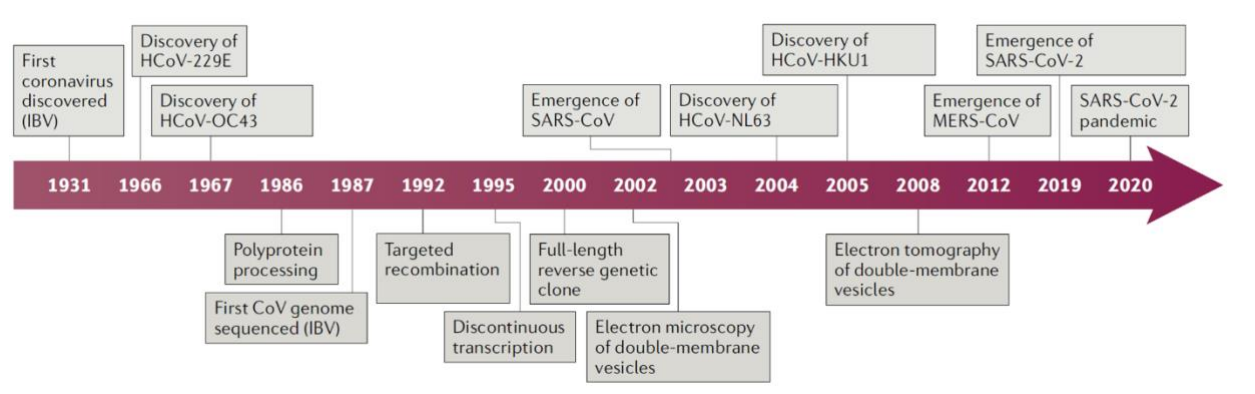 First
coronavirus
discovered
(IBV)
Discovery of
HCoV-229E
Discovery of
HCoV-OC43
Emergence of
SARS-CoV
Discovery of
HCoV-NL63
Discovery of
HCoV-HKU1
Emergence of
MERS-CoV
Emergence of
SARS-CoV-2
SARS-CoV-2
pandemic
1931 1966 1967 1986 1987 1992 1995 2000 2002 2003 2004 2005 2008 2012 2019 2020
Polyprotein
processing
First CoV genome
sequenced (IBV)
Targeted
recombination
Discontinuous
transcription
Full-length
reverse genetic
clone
Electron microscopy
of double-membrane
vesicles
Electron tomography
of double-membrane
vesicles